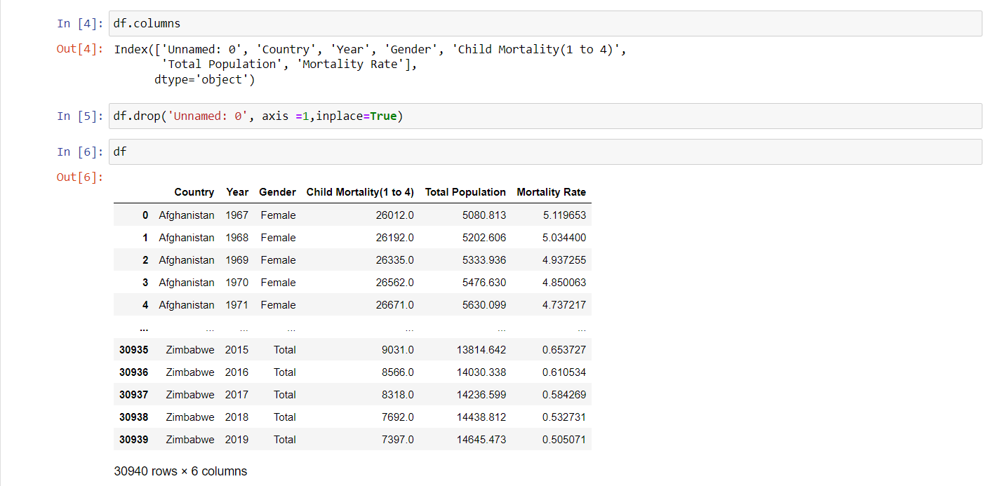 In [4]: df.columns
Out[4]: Index(['Unnamed: 0', 'Country', 'Year', 'Gender', 'Child Mortality(1 to 4)',
'Total Population', 'Mortality Rate'],
dtype='object')
In [5]: df.drop('Unnamed: 0', axis =1,inplace=True)
In [6]: df
Out[6]:
Country Year Gender Child Mortality(1 to 4) Total Population Mortality Rate
0 Afghanistan 1967 Female 26012.0 5080.813 5.119653
1 Afghanistan 1968 Female 26192.0 5202.606 5.034400
2 Afghanistan 1969 Female 26335.0 5333.936 4.937255
3 Afghanistan 1970 Female 26562.0 5476.630 4.850063
4 Afghanistan 1971 Female 26671.0 5630.099 4.737217
... ... ... ... ... ... ...
30935 Zimbabwe 2015 Total 9031.0 13814.642 0.653727
30936 Zimbabwe 2016 Total 8566.0 14030.338 0.610534
30937 Zimbabwe 2017 Total 8318.0 14236.599 0.584269
30938 Zimbabwe 2018 Total 7692.0 14438.812 0.532731
30939 Zimbabwe 2019 Total 7397.0 14645.473 0.505071
30940 rows × 6 columns